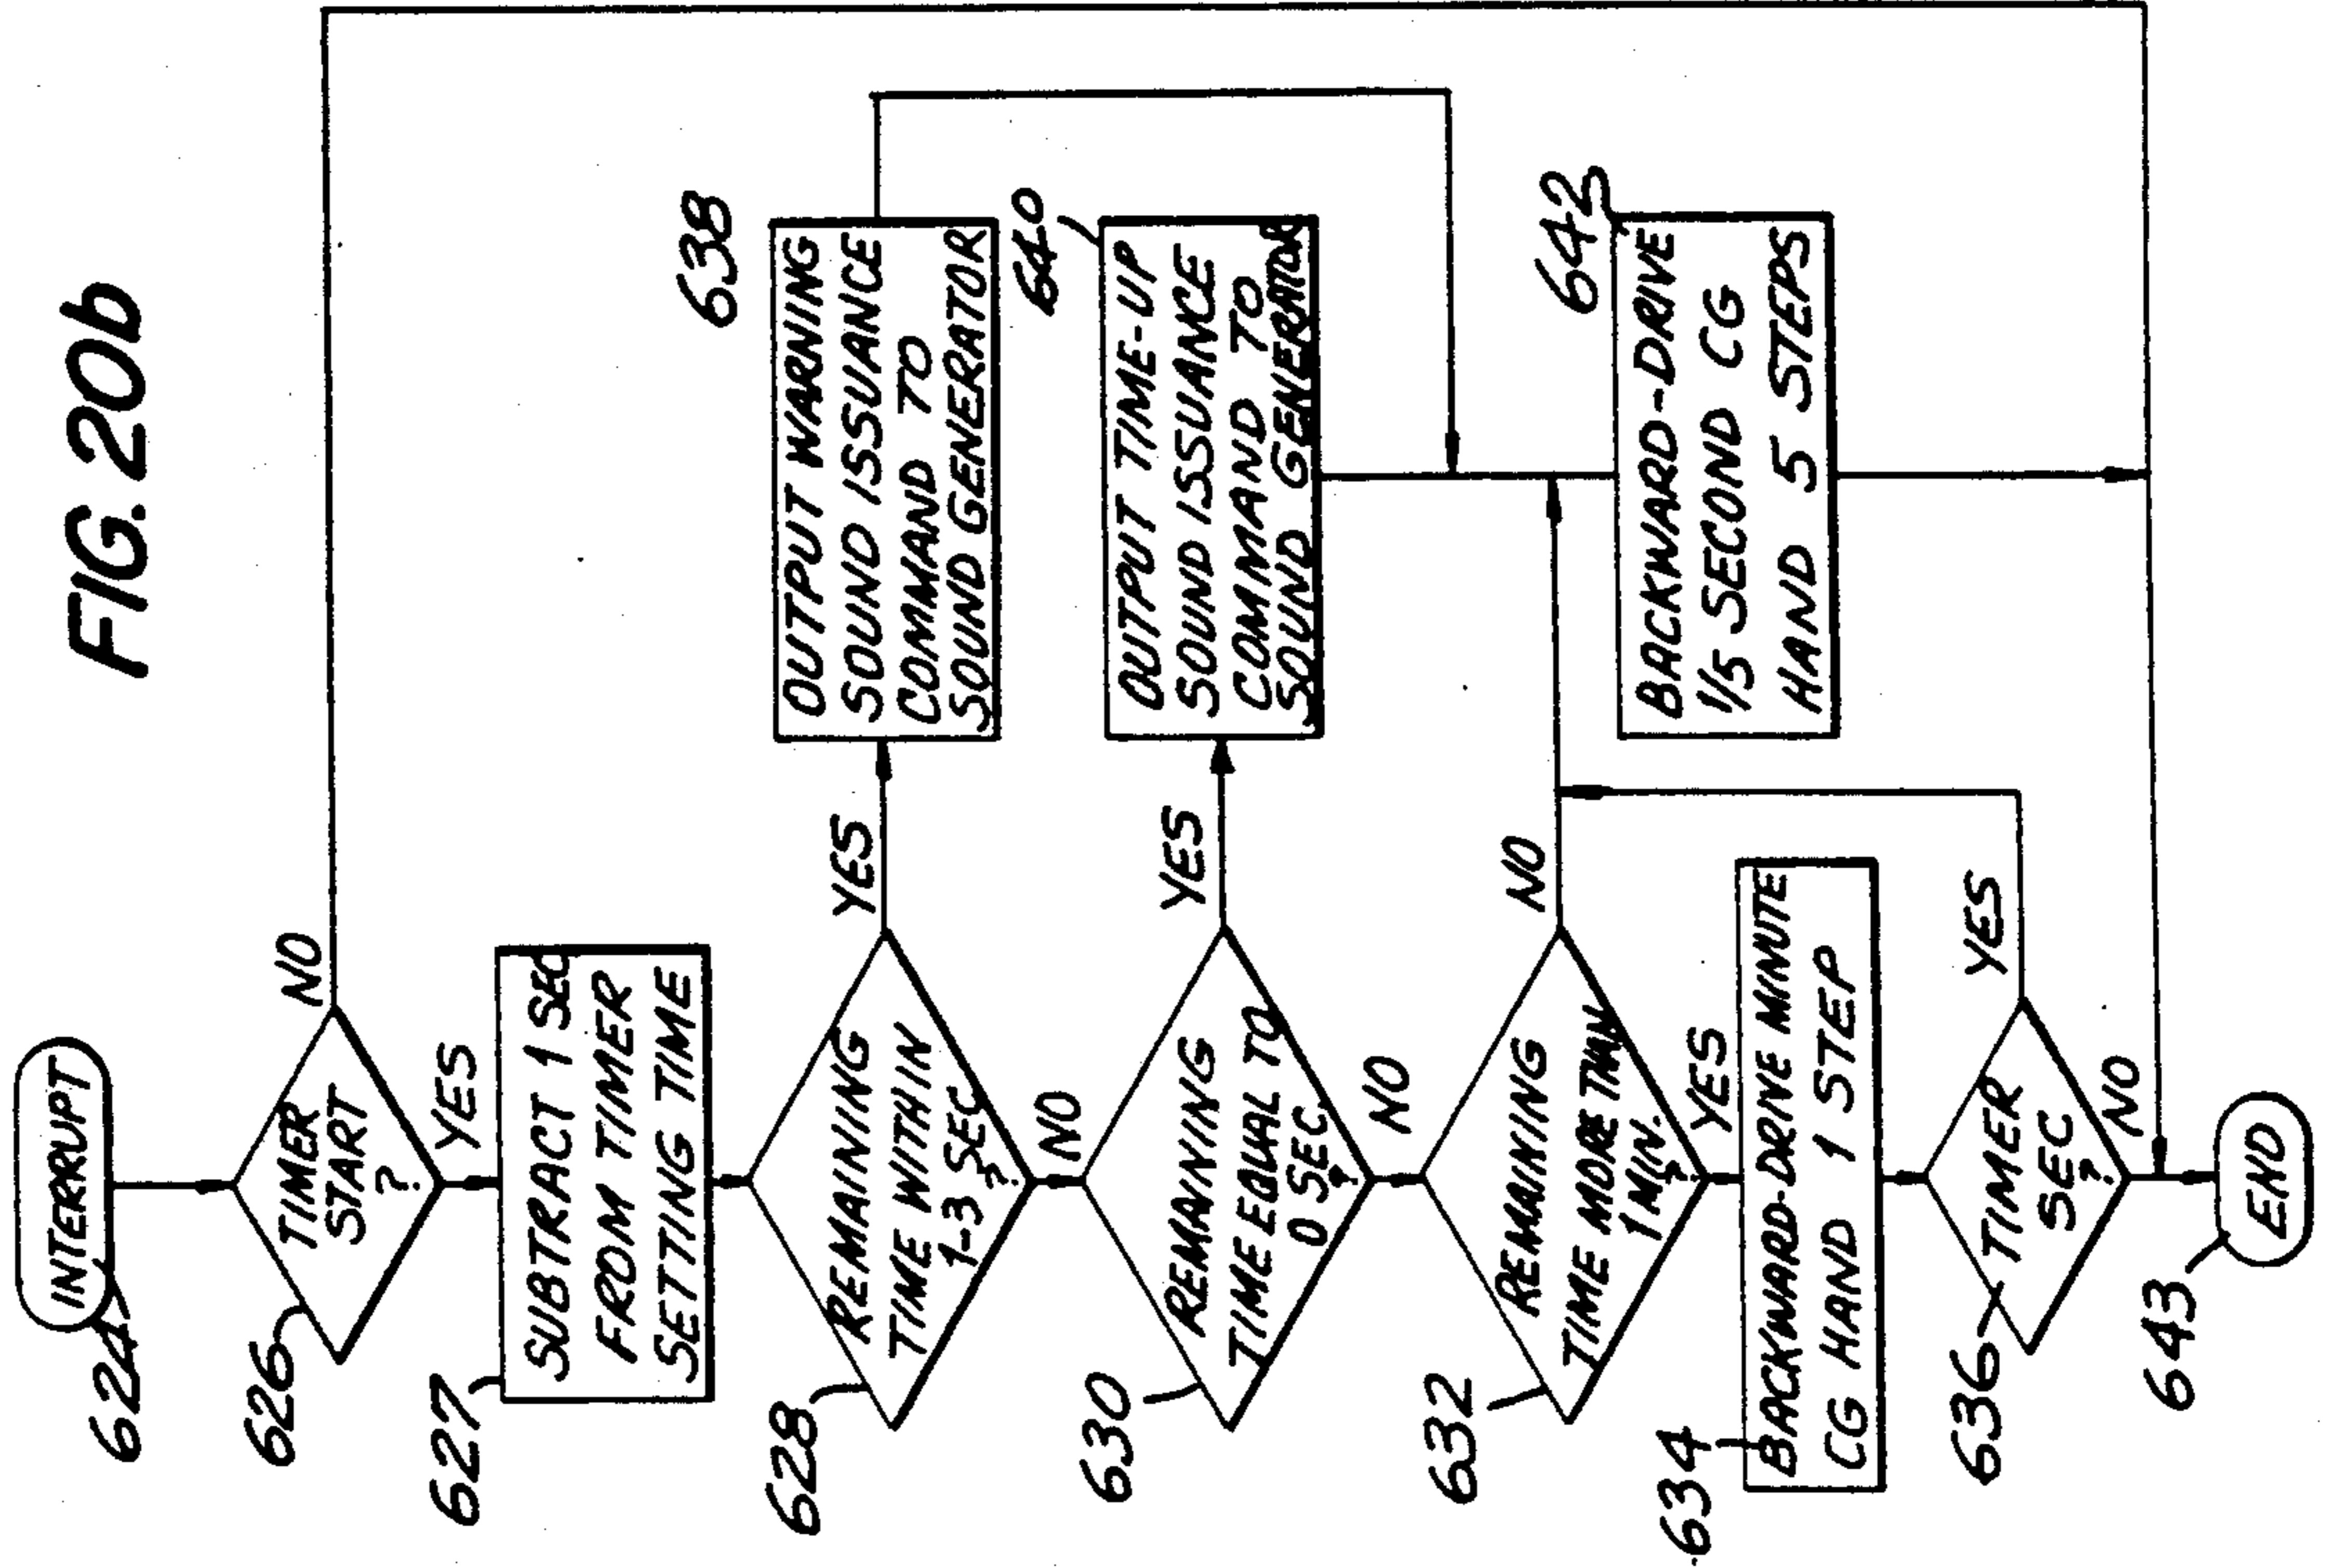 FIG. 20b
INTERRUPT
624
TIMER
START
?
626
NO
YES
SUBTRACT 1 SEC
FROM TIMER
SETTING TIME
627
REMAINING
TIME WITHIN
1-3 SEC
?
628
YES
NO
OUTPUT WARNING
SOUND ISSUANCE
COMMAND TO
SOUND GENERATOR
638
REMAINING
TIME EQUAL TO
0 SEC
?
630
YES
NO
OUTPUT TIME-UP
SOUND ISSUANCE
COMMAND TO
SOUND GENERATOR
640
REMAINING
TIME MORE THAN
1 MIN.
?
632
NO
YES
BACKWARD-DRIVE
1/5 SECOND CG
HAND 5 STEPS
642
BACKWARD-DRIVE MINUTE
CG HAND 1 STEP
634
TIMER
SEC
?
636
YES
NO
END
643